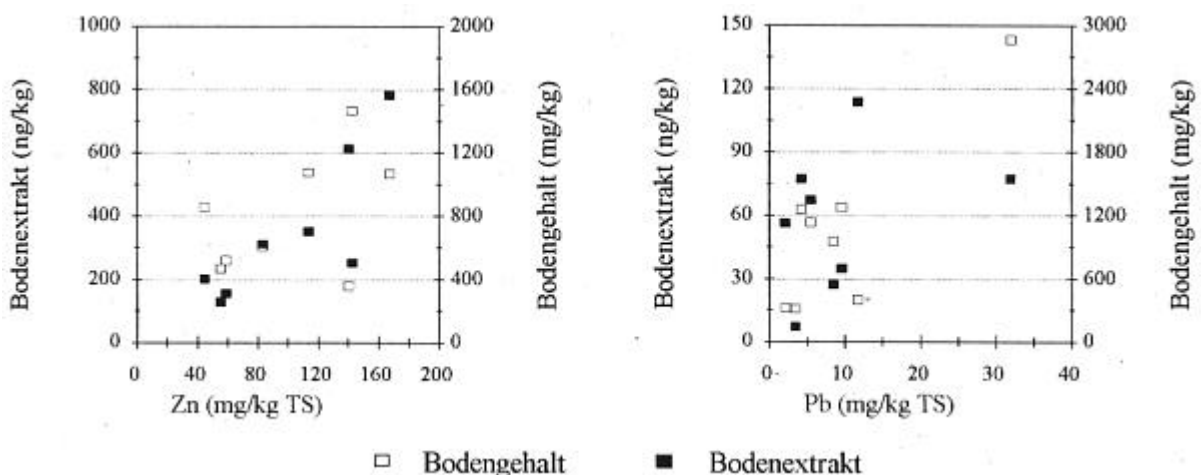 1000
800
600
400
200
0
Bodenextrakt (ng/kg)
2000
1600
1200
800
400
0
Bodengehalt (mg/kg)
0 40 80 120 160 200
Zn (mg/kg TS)
150
120
90
60
30
0
Bodenextrakt (ng/kg)
3000
2400
1800
1200
600
0
Bodengehalt (mg/kg)
0 10 20 30 40
Pb (mg/kg TS)
Bodengehalt
Bodenextrakt